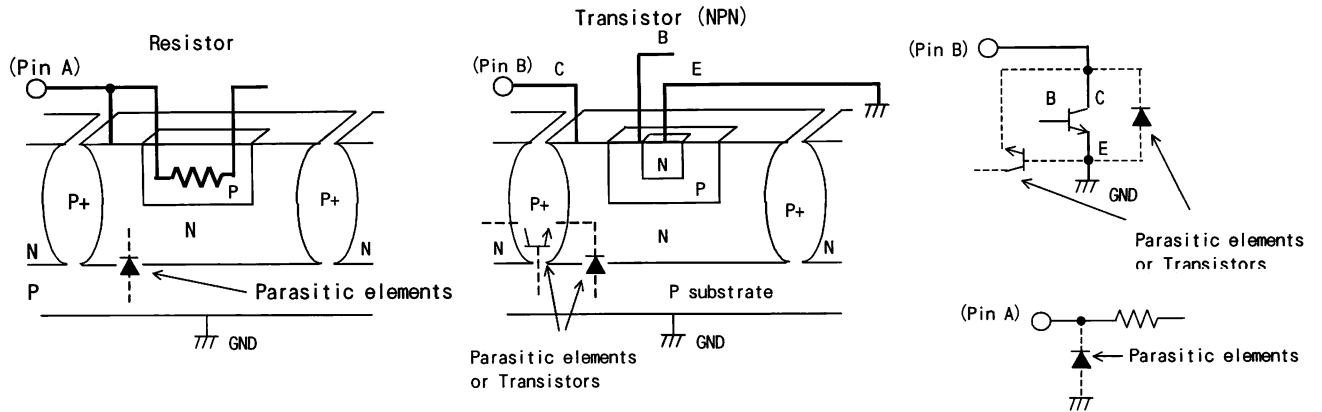 Resistor
(Pin A)
P+
P
P+
N
N
N
P
Parasitic elements
GND
Transistor (NPN)
B
(Pin B)
C
E
N
P
P+
P+
N
N
N
P substrate
GND
Parasitic elements
or Transistors
(Pin B)
B
C
E
GND
Parasitic elements
or Transistors
(Pin A)
Parasitic elements